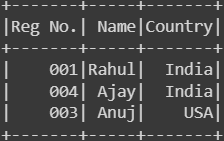 +-------+-----+-------+
|Reg No.| Name|Country|
+-------+-----+-------+
|    001|Rahul|  India|
|    004| Ajay|  India|
|    003| Anuj|    USA|
+-------+-----+-------+